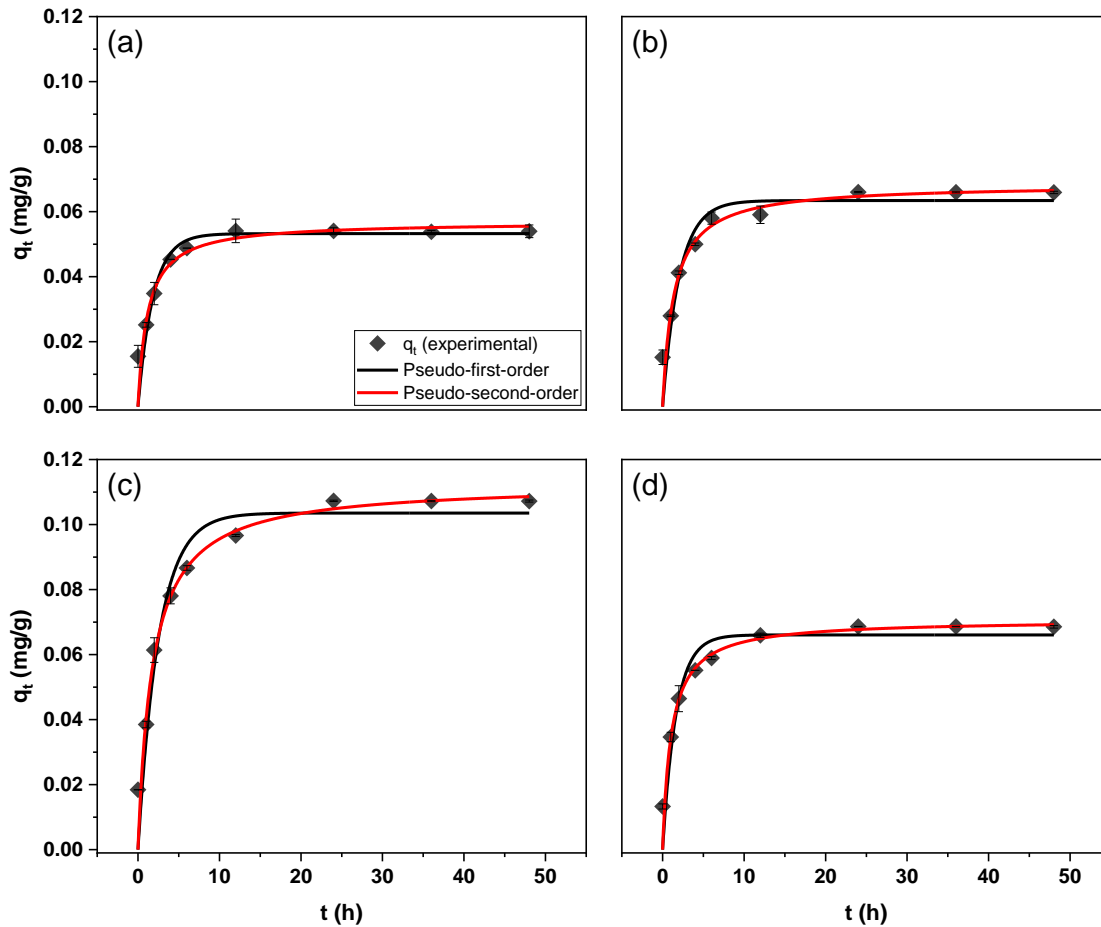 (a)
(b)
0.12
0.10
0.08
0.06
0.04
0.02
0.00
qt (mg/g)
qt (experimental)
Pseudo-first-order
Pseudo-second-order
(c)
(d)
0.12
0.10
0.08
0.06
0.04
0.02
0.00
qt (mg/g)
0 10 20 30 40 50
0 10 20 30 40 50
t (h)
t (h)